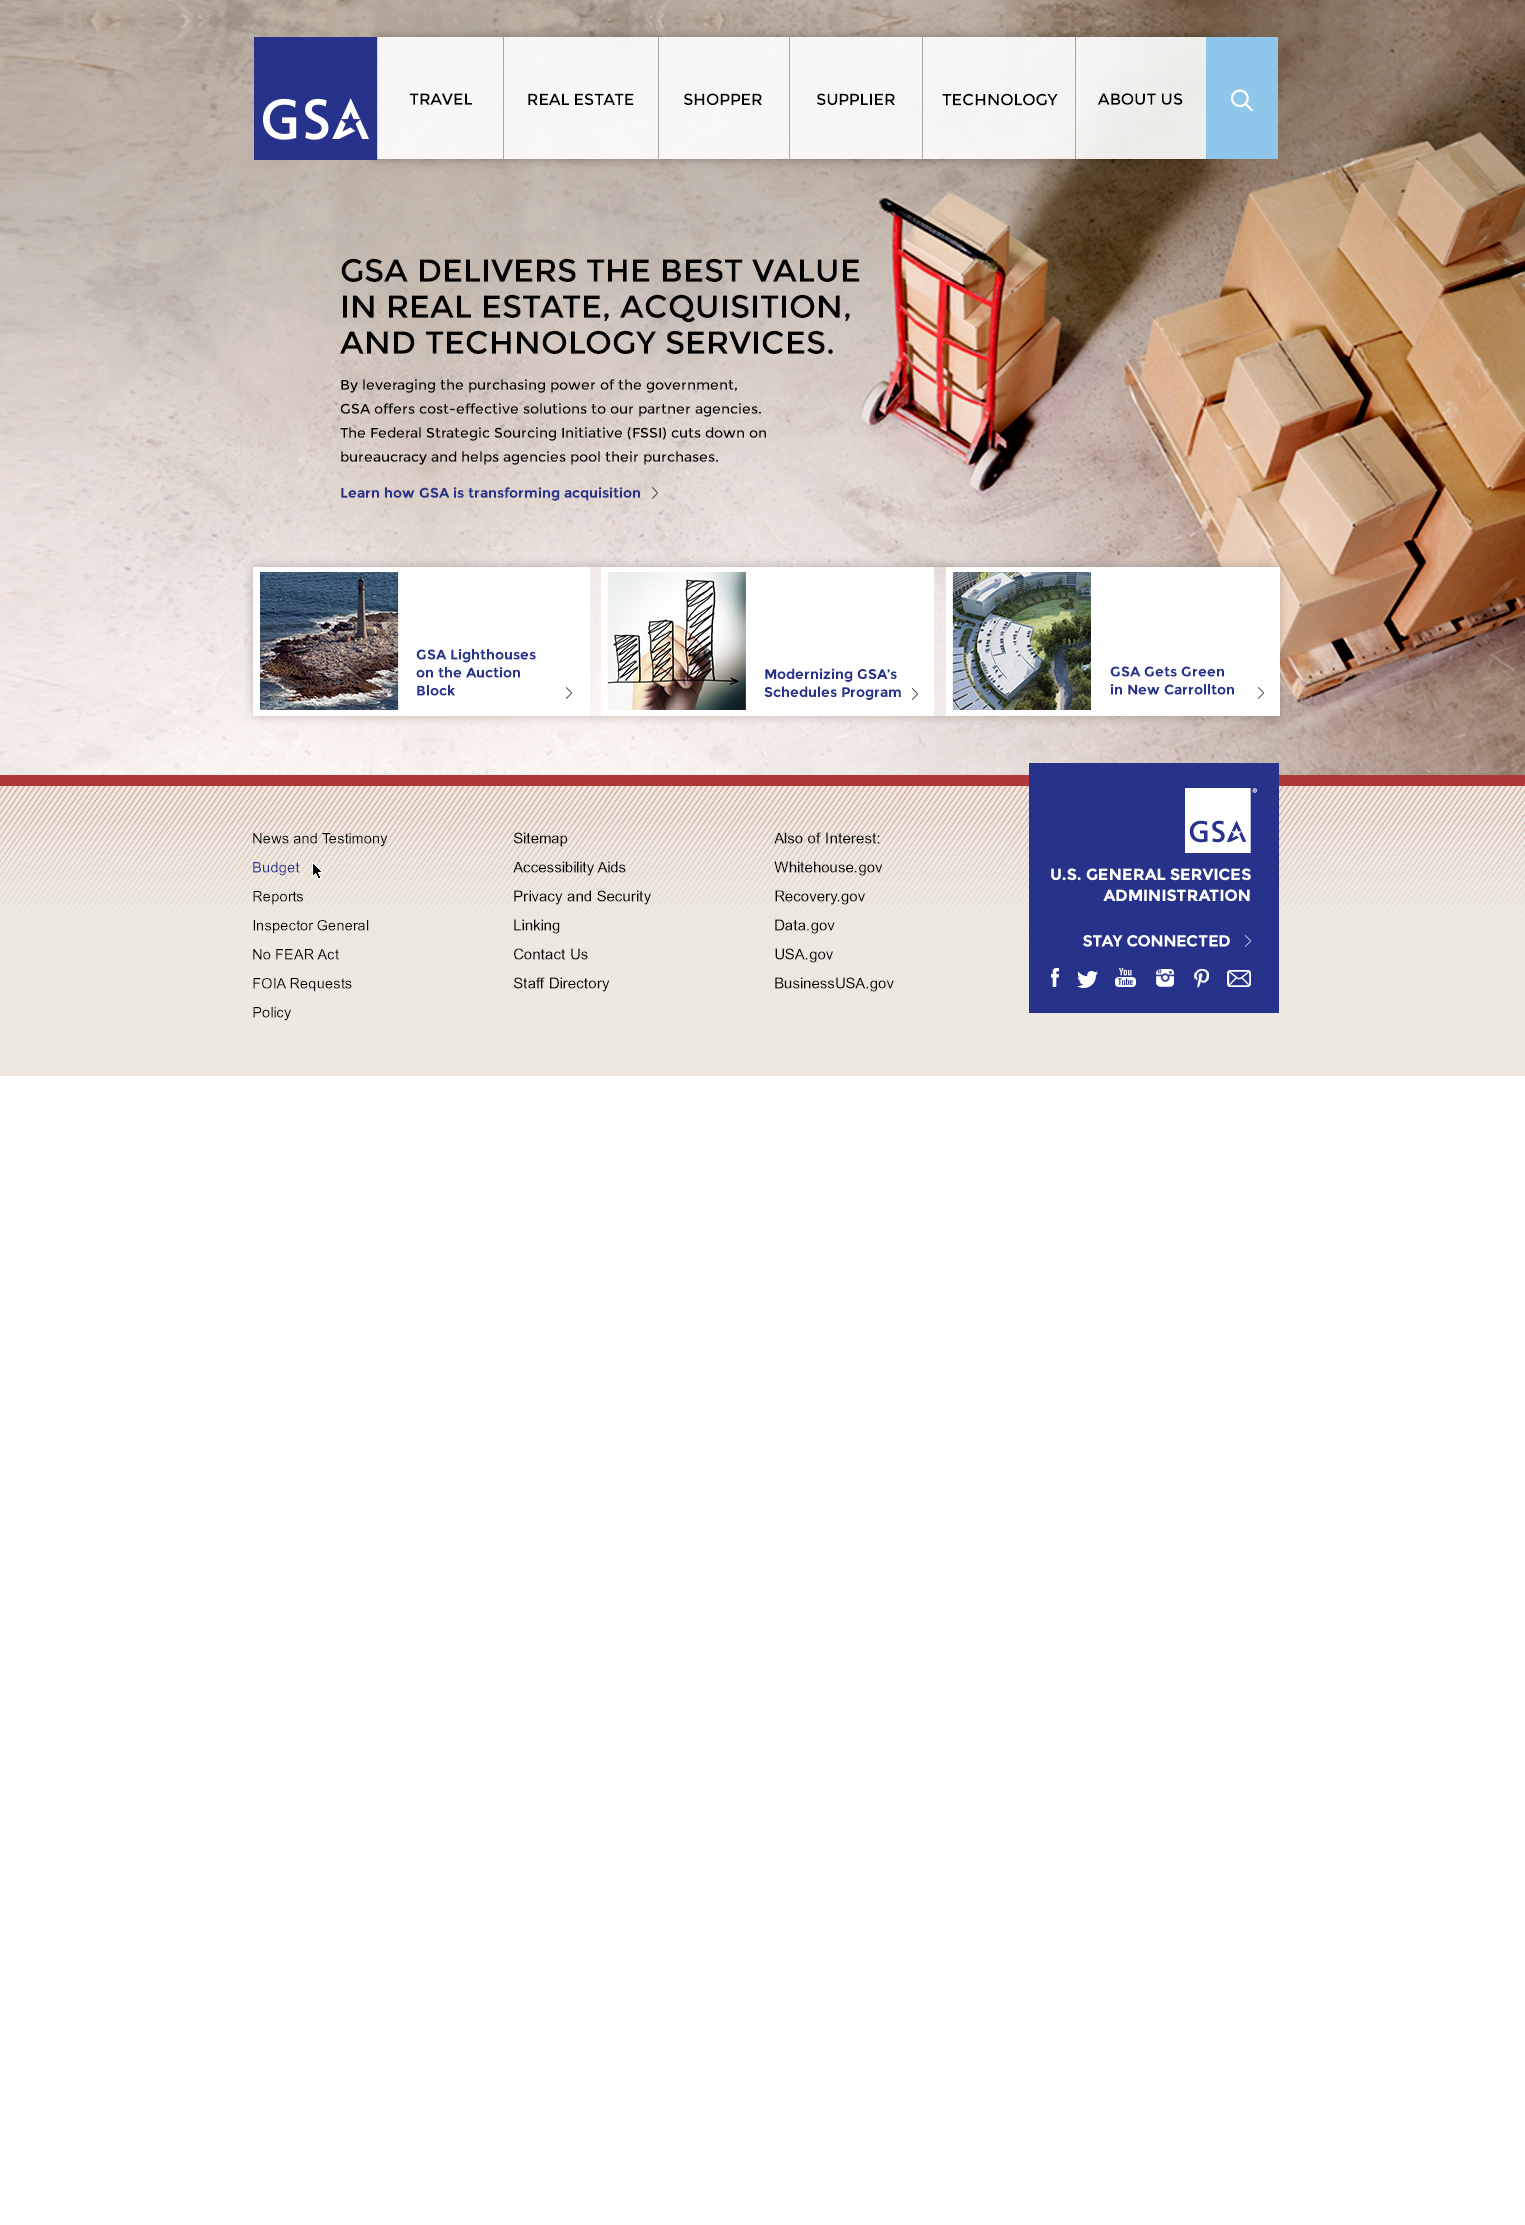 GSA
TRAVEL
REAL ESTATE
SHOPPER
SUPPLIER
TECHNOLOGY
ABOUT US
GSA DELIVERS THE BEST VALUE
IN REAL ESTATE, ACQUISITION,
AND TECHNOLOGY SERVICES.
By leveraging the purchasing power of the government,
GSA offers cost-effective solutions to our partner agencies.
The Federal Strategic Sourcing Initiative (FSSI) cuts down on
bureaucracy and helps agencies pool their purchases.
Learn how GSA is transforming acquisition
GSA Lighthouses
on the Auction
Block
Modernizing GSA's
Schedules Program
GSA Gets Green
in New Carrollton
News and Testimony
Budget
Reports
Inspector General
No FEAR Act
FOIA Requests
Policy
Sitemap
Accessibility Aids
Privacy and Security
Linking
Contact Us
Staff Directory
Also of Interest:
Whitehouse.gov
Recovery.gov
Data.gov
USA.gov
BusinessUSA.gov
GSA®
U.S. GENERAL SERVICES
ADMINISTRATION
STAY CONNECTED
You
Tube